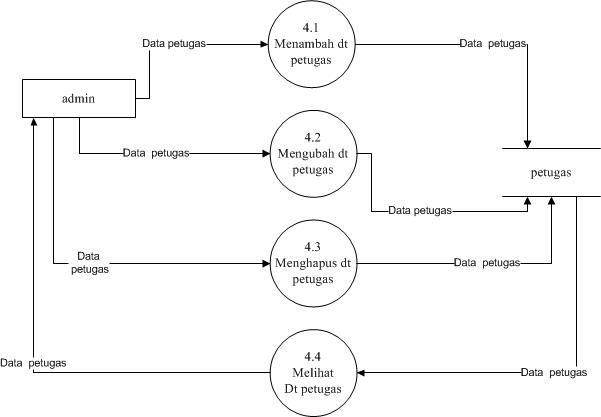 4.1
Menambah dt
petugas
Data petugas
Data petugas
admin
4.2
Mengubah dt
petugas
Data petugas
Data petugas
petugas
4.3
Menghapus dt
petugas
Data
petugas
Data petugas
4.4
Melihat
Dt petugas
Data petugas
Data petugas